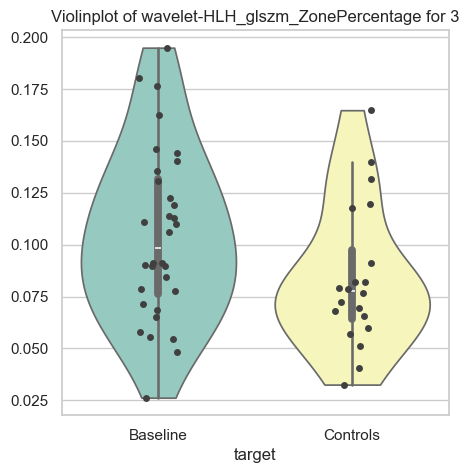 Violinplot of wavelet-HLH_glszm_ZonePercentage for 3
0.200
0.175
0.150
0.125
0.100
0.075
0.050
0.025
Baseline
Controls
target